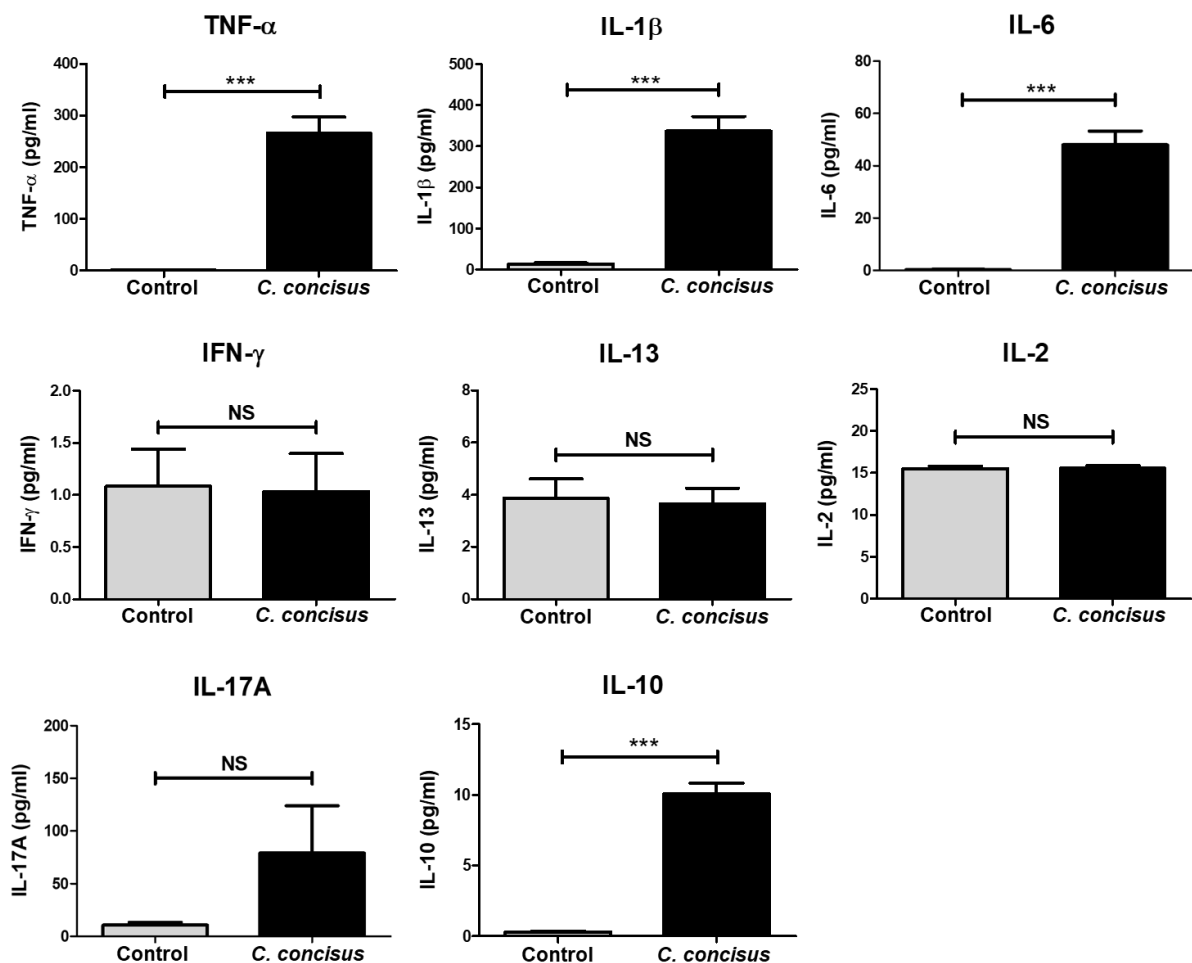 TNF-α
TNF-α (pg/ml)
400
300
200
100
0
***
Control
C. concisus
IL-1β
IL-1β (pg/ml)
500
400
300
200
100
0
***
Control
C. concisus
IL-6
IL-6 (pg/ml)
80
60
40
20
0
***
Control
C. concisus
IFN-γ
IFN-γ (pg/ml)
2.0
1.5
1.0
0.5
0.0
NS
Control
C. concisus
IL-13
IL-13 (pg/ml)
8
6
4
2
0
NS
Control
C. concisus
IL-2
IL-2 (pg/ml)
25
20
15
10
5
0
NS
Control
C. concisus
IL-17A
IL-17A (pg/ml)
200
150
100
50
0
NS
Control
C. concisus
IL-10
IL-10 (pg/ml)
15
10
5
0
***
Control
C. concisus